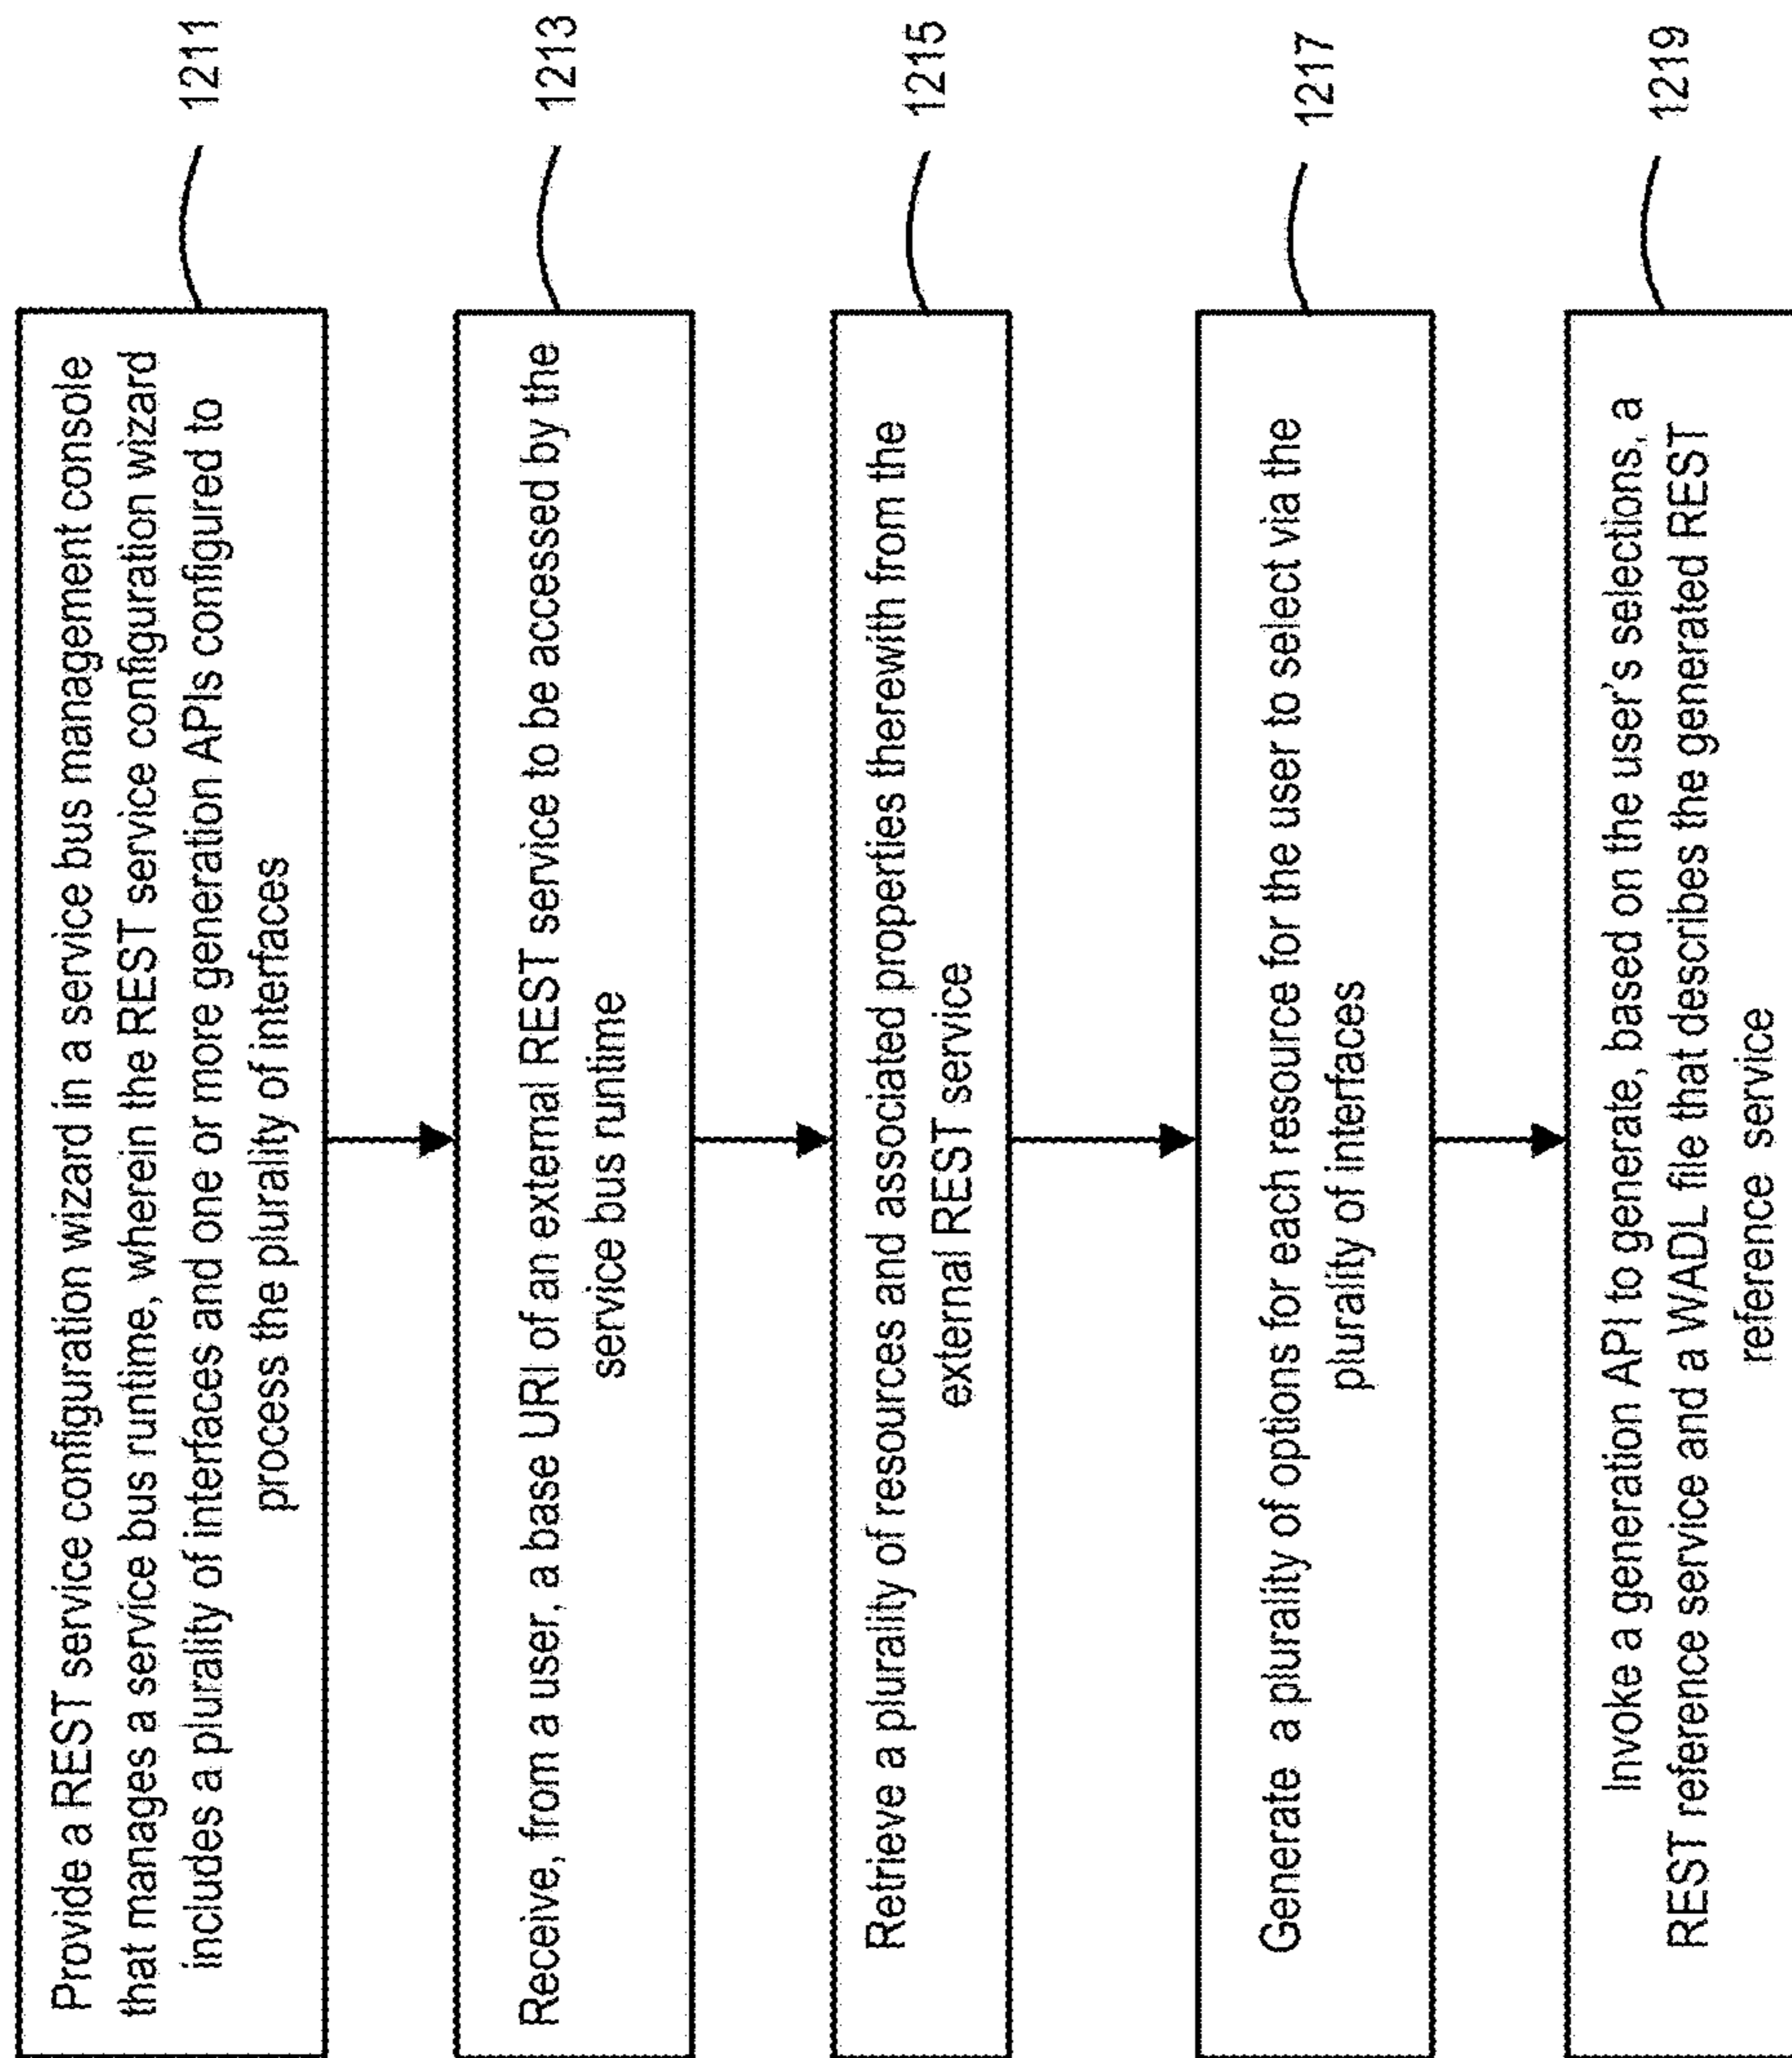 Provide a REST service configuration wizard in a service bus management console
that manages a service bus runtime, wherein the REST service configuration wizard
includes a plurality of interfaces and one or more generation APIs configured to
process the plurality of interfaces
1211
Receive, from a user, a base URI of an external REST service to be accessed by the
service bus runtime
1213
Retrieve a plurality of resources and associated properties therewith from the
external REST service
1215
Generate a plurality of options for each resource for the user to select via the
plurality of interfaces
1217
Invoke a generation API to generate, based on the user's selections, a
REST reference service and a WADL file that describes the generated REST
reference service
1219